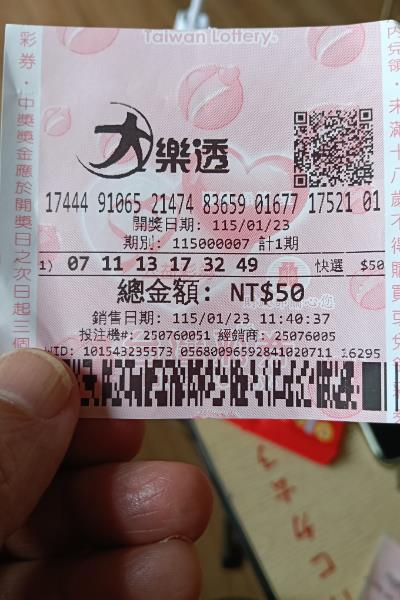 Taiwan Lottery.
大樂透
17444 91065 21474 83659 01677 17521 01
開獎日期: 115/01/23
期別: 115000007 計1期
1) 07 11 13 17 32 49 快選 $50
總金額: NT$50
銷售日期: 115/01/23 11:40:37
投注機#: 250760051 經銷商: 25076005
WID: 101543235573 05680096592841020711 16295
彩券·中獎獎金應於開獎日之次日起三個
內兌領·未滿十八歲不得購買或兌